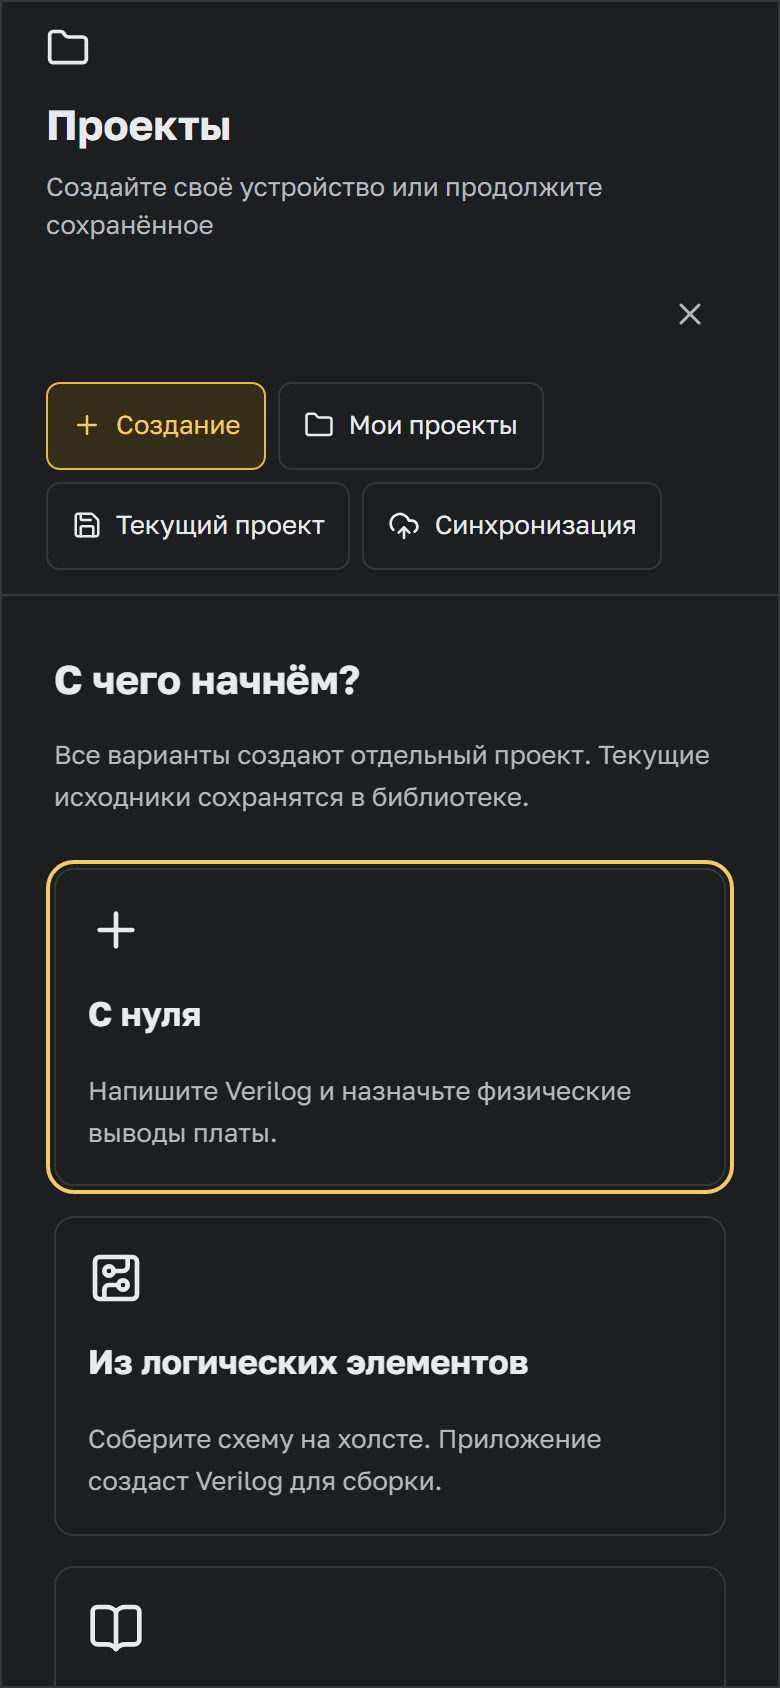 Проекты
Создайте своё устройство или продолжите
сохранённое
Создание
Мои проекты
Текущий проект
Синхронизация
С чего начнём?
Все варианты создают отдельный проект. Текущие
исходники сохранятся в библиотеке.
С нуля
Напишите Verilog и назначьте физические
выводы платы.
Из логических элементов
Соберите схему на холсте. Приложение
создаст Verilog для сборки.